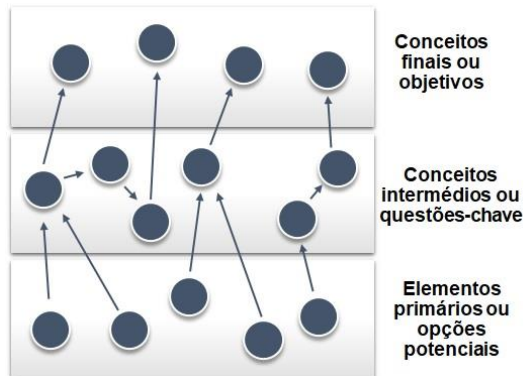 Conceitos
finais ou
objetivos
Conceitos
intermédios ou
questões-chave
Elementos
primários ou
opções
potenciais